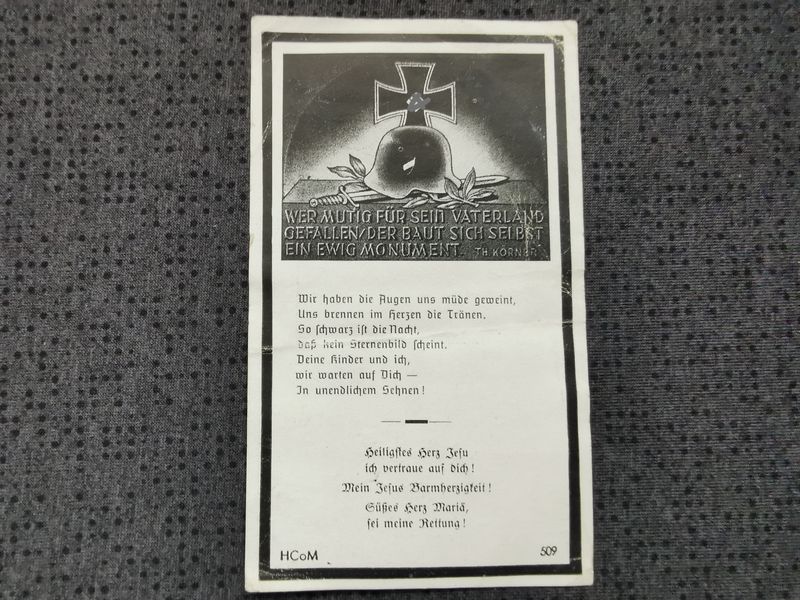 WER MUTIG FÜR SEIN VATERLAND
GEFALLEN/DER BAUT SICH SELBST
EIN EWIG MONUMENT. TH. KÖRNER
Wir haben die Augen uns müde geweint,
Uns brennen im Herzen die Tränen.
So schwarz ist die Nacht,
daß kein Sternenbild scheint.
Deine Kinder und ich,
wir warten auf Dich —
In unendlichem Sehnen!
Heiligstes Herz Jesu
ich vertraue auf dich!
Mein Jesus Barmherzigkeit!
Süßes Herz Mariä,
sei meine Rettung!
HCoM 509